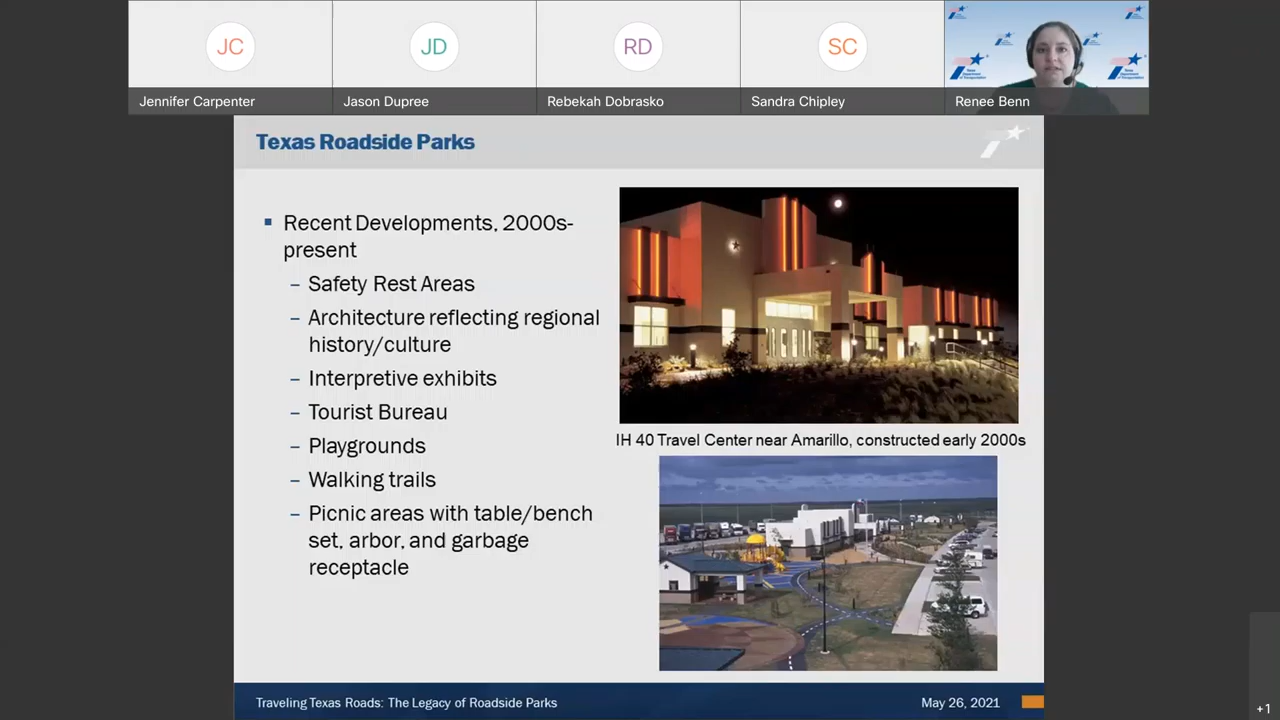 JC
JD
RD
SC
Jennifer Carpenter
Jason Dupree
Rebekah Dobrasko
Sandra Chipley
Renee Benn
Texas Roadside Parks
Recent Developments, 2000s-
present
– Safety Rest Areas
– Architecture reflecting regional
history/culture
– Interpretive exhibits
– Tourist Bureau
– Playgrounds
– Walking trails
– Picnic areas with table/bench
set, arbor, and garbage
receptacle
IH 40 Travel Center near Amarillo, constructed early 2000s
Traveling Texas Roads: The Legacy of Roadside Parks
May 26, 2021
+1